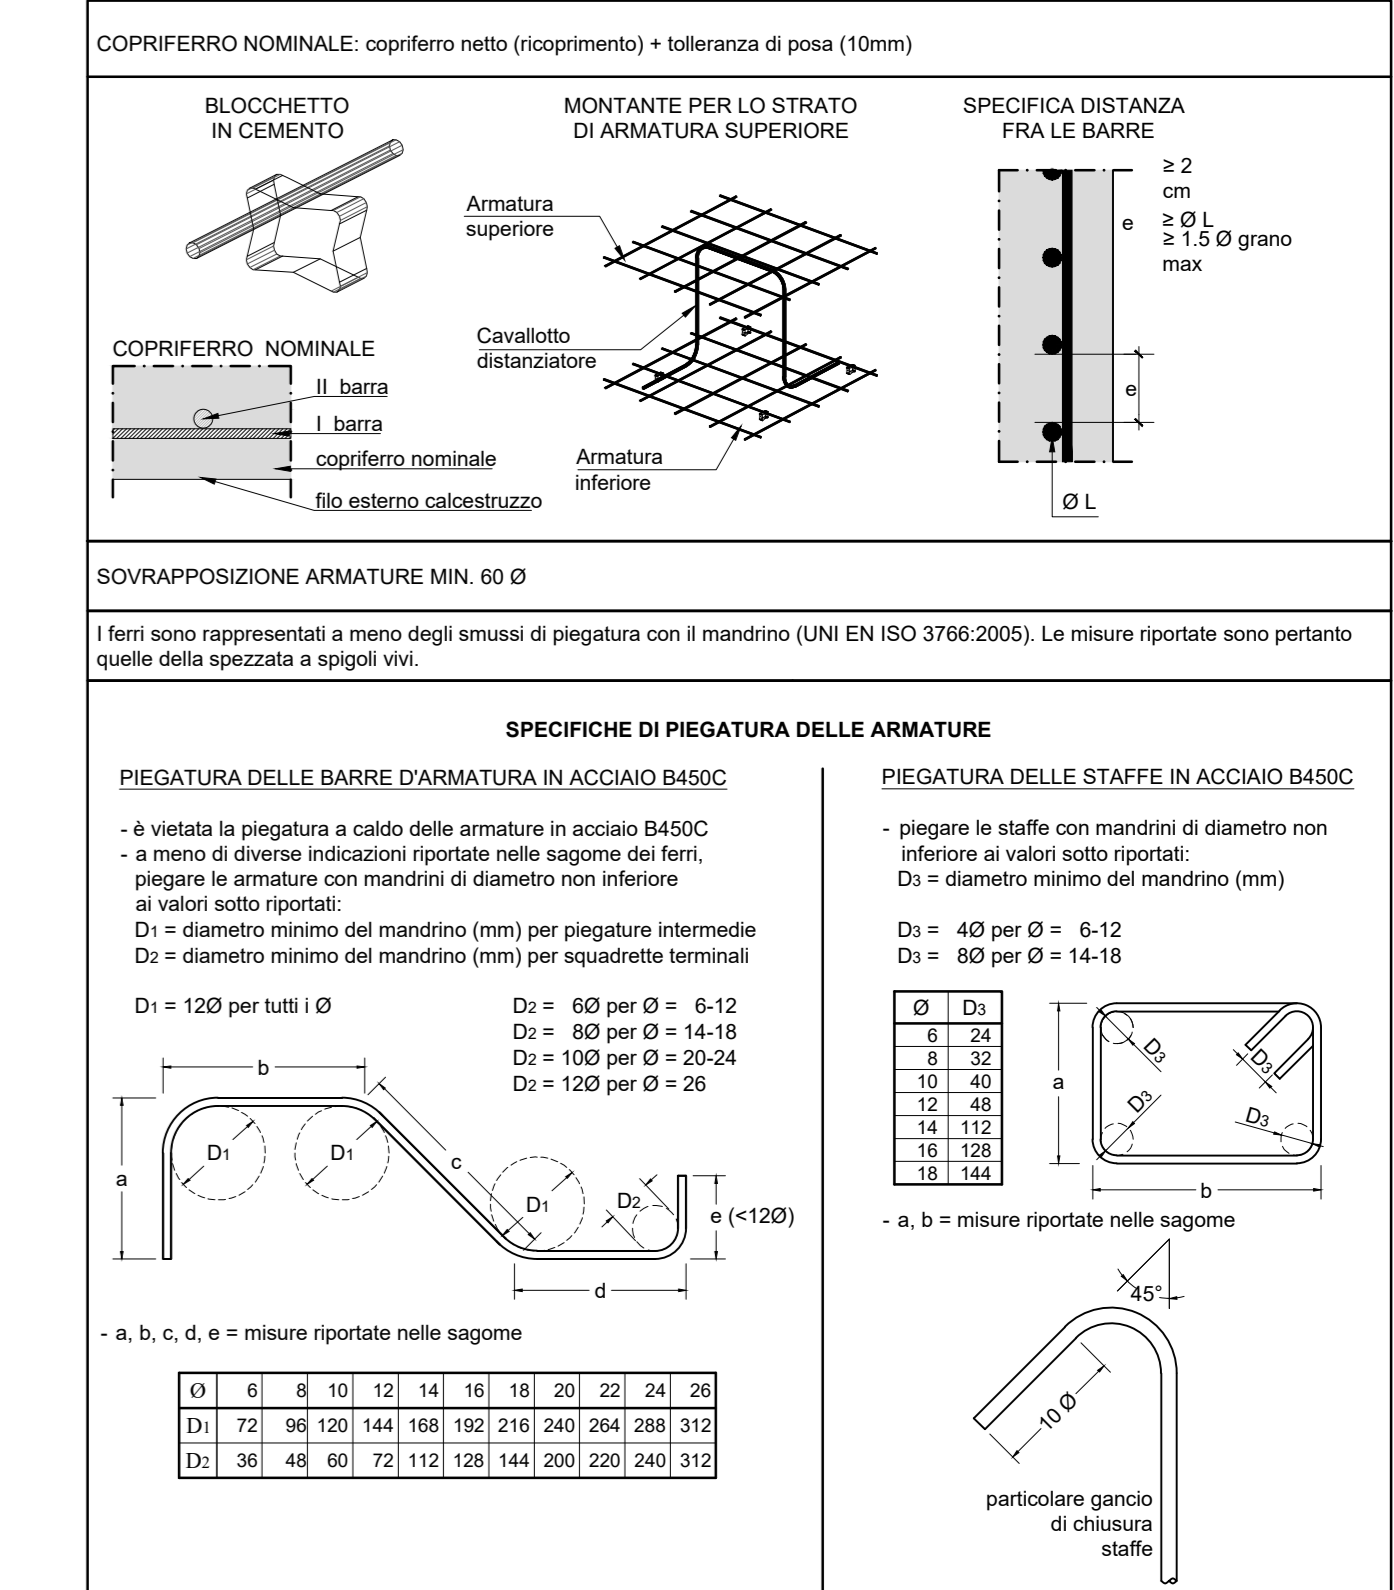 COPRIFERRO NOMINALE: copriferro netto (ricoprimento) + tolleranza di posa (10mm)
BLOCCHETTO
IN CEMENTO
MONTANTE PER LO STRATO
DI ARMATURA SUPERIORE
SPECIFICA DISTANZA
FRA LE BARRE
Armatura
superiore
Cavallotto
distanziatore
Armatura
inferiore
≥ 2
cm
≥ Ø L
≥ 1.5 Ø grano
max
e
e
Ø L
COPRIFERRO NOMINALE
II barra
I barra
copriferro nominale
filo esterno calcestruzzo
SOVRAPPOSIZIONE ARMATURE MIN. 60 Ø
I ferri sono rappresentati a meno degli smussi di piegatura con il mandrino (UNI EN ISO 3766:2005). Le misure riportate sono pertanto
quelle della spezzata a spigoli vivi.
SPECIFICHE DI PIEGATURA DELLE ARMATURE
PIEGATURA DELLE BARRE D'ARMATURA IN ACCIAIO B450C
- è vietata la piegatura a caldo delle armature in acciaio B450C
- a meno di diverse indicazioni riportate nelle sagome dei ferri,
piegare le armature con mandrini di diametro non inferiore
ai valori sotto riportati:
D1 = diametro minimo del mandrino (mm) per piegature intermedie
D2 = diametro minimo del mandrino (mm) per squadrette terminali
D1 = 12Ø per tutti i Ø
D2 = 6Ø per Ø = 6-12
D2 = 8Ø per Ø = 14-18
D2 = 10Ø per Ø = 20-24
D2 = 12Ø per Ø = 26
b
a
D1
D1
c
D1
D2
e (<12Ø)
d
- a, b, c, d, e = misure riportate nelle sagome
Ø 6 8 10 12 14 16 18 20 22 24 26
D1 72 96 120 144 168 192 216 240 264 288 312
D2 36 48 60 72 112 128 144 200 220 240 312
PIEGATURA DELLE STAFFE IN ACCIAIO B450C
- piegare le staffe con mandrini di diametro non
inferiore ai valori sotto riportati:
D3 = diametro minimo del mandrino (mm)
D3 = 4Ø per Ø = 6-12
D3 = 8Ø per Ø = 14-18
Ø D3
6 24
8 32
10 40
12 48
14 112
16 128
18 144
a
D3
D3
D3
D3
b
- a, b = misure riportate nelle sagome
45°
10 Ø
particolare gancio
di chiusura
staffe